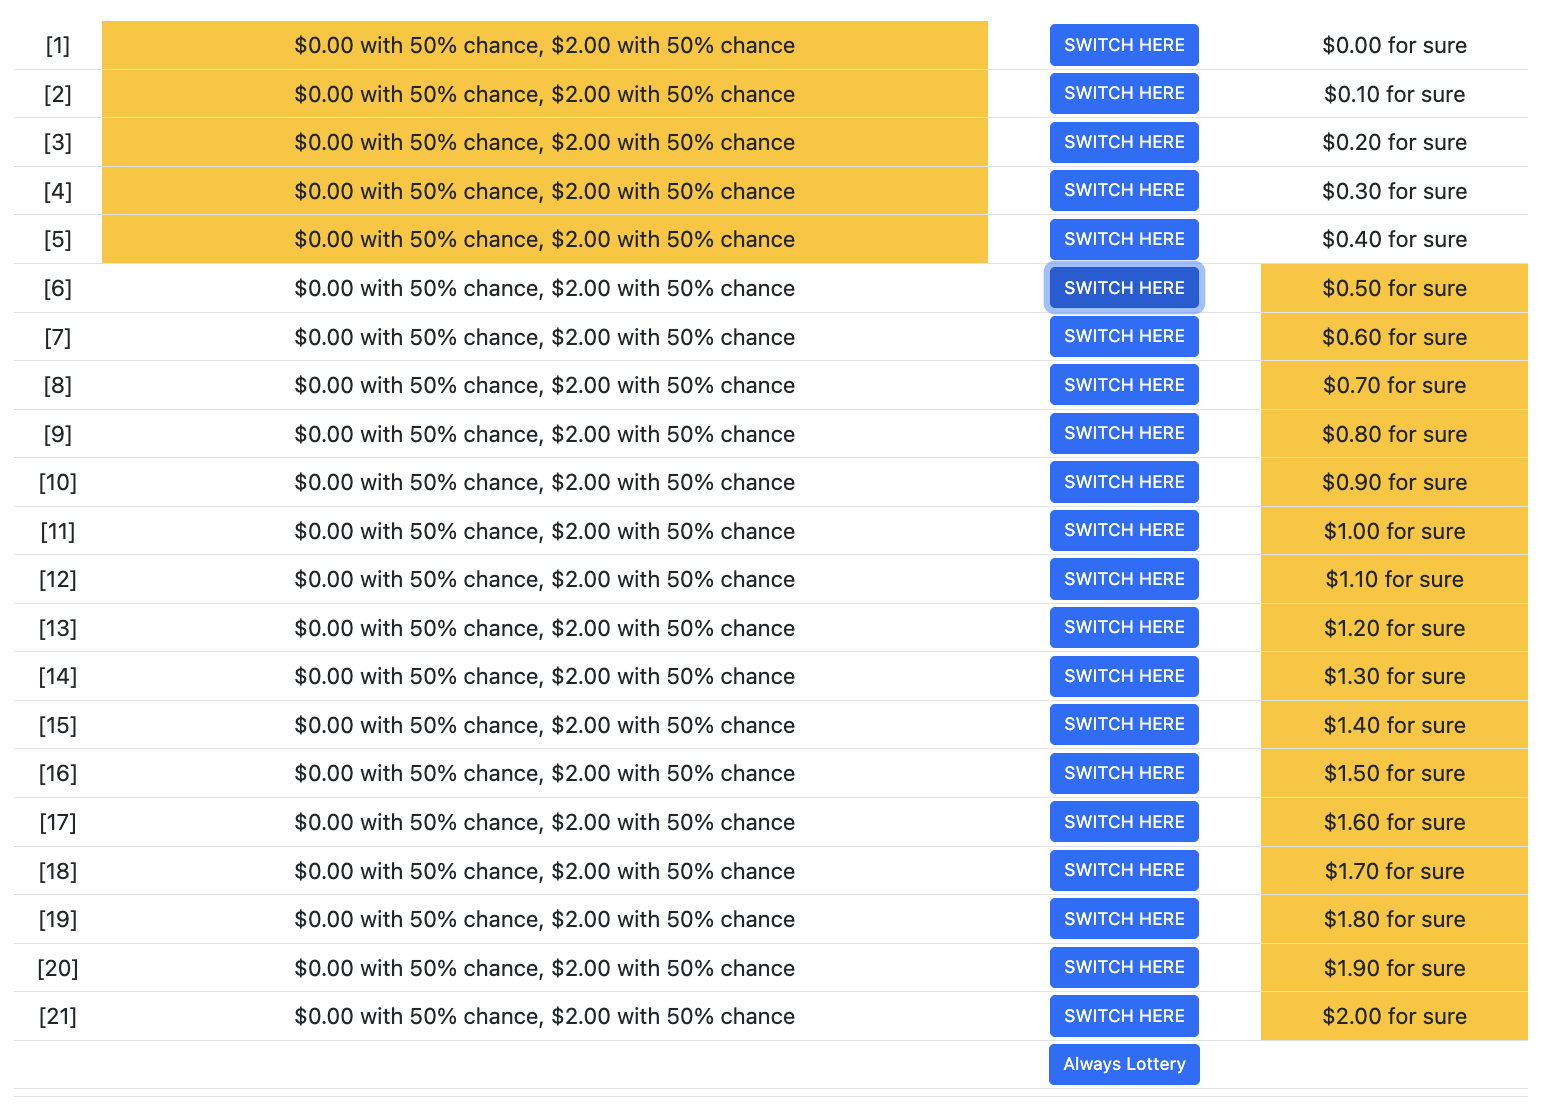 [1] $0.00 with 50% chance, $2.00 with 50% chance SWITCH HERE $0.00 for sure
[2] $0.00 with 50% chance, $2.00 with 50% chance SWITCH HERE $0.10 for sure
[3] $0.00 with 50% chance, $2.00 with 50% chance SWITCH HERE $0.20 for sure
[4] $0.00 with 50% chance, $2.00 with 50% chance SWITCH HERE $0.30 for sure
[5] $0.00 with 50% chance, $2.00 with 50% chance SWITCH HERE $0.40 for sure
[6] $0.00 with 50% chance, $2.00 with 50% chance SWITCH HERE $0.50 for sure
[7] $0.00 with 50% chance, $2.00 with 50% chance SWITCH HERE $0.60 for sure
[8] $0.00 with 50% chance, $2.00 with 50% chance SWITCH HERE $0.70 for sure
[9] $0.00 with 50% chance, $2.00 with 50% chance SWITCH HERE $0.80 for sure
[10] $0.00 with 50% chance, $2.00 with 50% chance SWITCH HERE $0.90 for sure
[11] $0.00 with 50% chance, $2.00 with 50% chance SWITCH HERE $1.00 for sure
[12] $0.00 with 50% chance, $2.00 with 50% chance SWITCH HERE $1.10 for sure
[13] $0.00 with 50% chance, $2.00 with 50% chance SWITCH HERE $1.20 for sure
[14] $0.00 with 50% chance, $2.00 with 50% chance SWITCH HERE $1.30 for sure
[15] $0.00 with 50% chance, $2.00 with 50% chance SWITCH HERE $1.40 for sure
[16] $0.00 with 50% chance, $2.00 with 50% chance SWITCH HERE $1.50 for sure
[17] $0.00 with 50% chance, $2.00 with 50% chance SWITCH HERE $1.60 for sure
[18] $0.00 with 50% chance, $2.00 with 50% chance SWITCH HERE $1.70 for sure
[19] $0.00 with 50% chance, $2.00 with 50% chance SWITCH HERE $1.80 for sure
[20] $0.00 with 50% chance, $2.00 with 50% chance SWITCH HERE $1.90 for sure
[21] $0.00 with 50% chance, $2.00 with 50% chance SWITCH HERE $2.00 for sure
Always Lottery